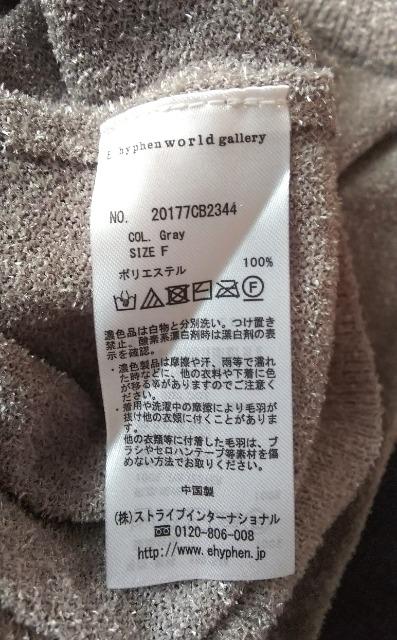 E hyphen world gallery
NO. 20177CB2344
COL. Gray
SIZE F
ポリエステル 100%
濃色品は白物と分別洗い。つけ置き
禁止。酸素系漂白剤時は漂白剤の表
示を確認。
・濃色製品は摩擦や汗、雨等で濡れ
た時などに、他の衣料や下着に色
が移る事がありますのでご注意く
ださい。
・着用や洗濯中の摩擦により毛羽が
抜け他の衣類に付くことがありま
す。
他の衣類等に付着した毛羽は、ブ
ラシやセロハンテープ等素材を傷
めない方法でお取りください。
中国製
(株)ストライプインターナショナル
0120-806-008
http://www.ehyphen.jp